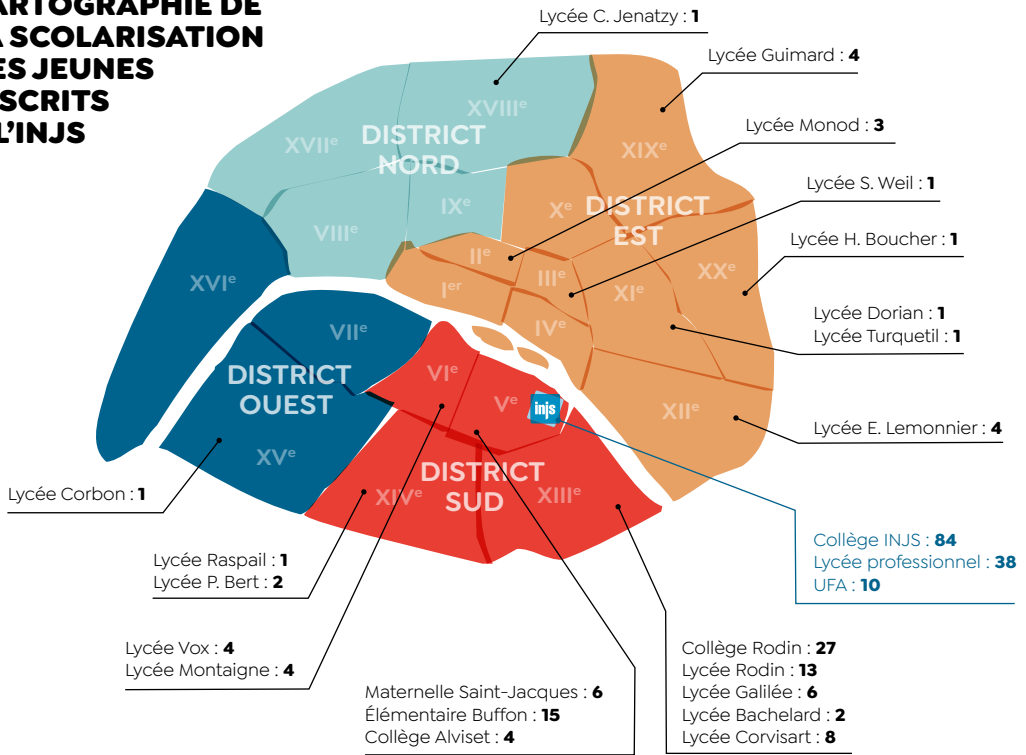 ARTOGRAPHIE DE
A SCOLARISATION
ES JEUNES
SCRITS
L'INJS
Lycée C. Jenatzy : 1
Lycée Guimard : 4
Lycée Monod : 3
Lycée S. Weil : 1
Lycée H. Boucher : 1
Lycée Dorian : 1
Lycée Turquetil : 1
Lycée E. Lemonnier : 4
XVIIe
XVIIIe
DISTRICT
NORD
VIIIe
IXe
XIXe
Xe
DISTRICT
EST
IIe
Ier
IIIe
IVe
XIe
XXe
XIIe
XVIe
VIIe
DISTRICT
OUEST
XVe
VIe
Ve
injs
DISTRICT
SUD
XIVe
XIIIe
Lycée Corbon : 1
Lycée Raspail : 1
Lycée P. Bert : 2
Lycée Vox : 4
Lycée Montaigne : 4
Maternelle Saint-Jacques : 6
Élémentaire Buffon : 15
Collège Alviset : 4
Collège Rodin : 27
Lycée Rodin : 13
Lycée Galilée : 6
Lycée Bachelard : 2
Lycée Corvisart : 8
Collège INJS : 84
Lycée professionnel : 38
UFA : 10